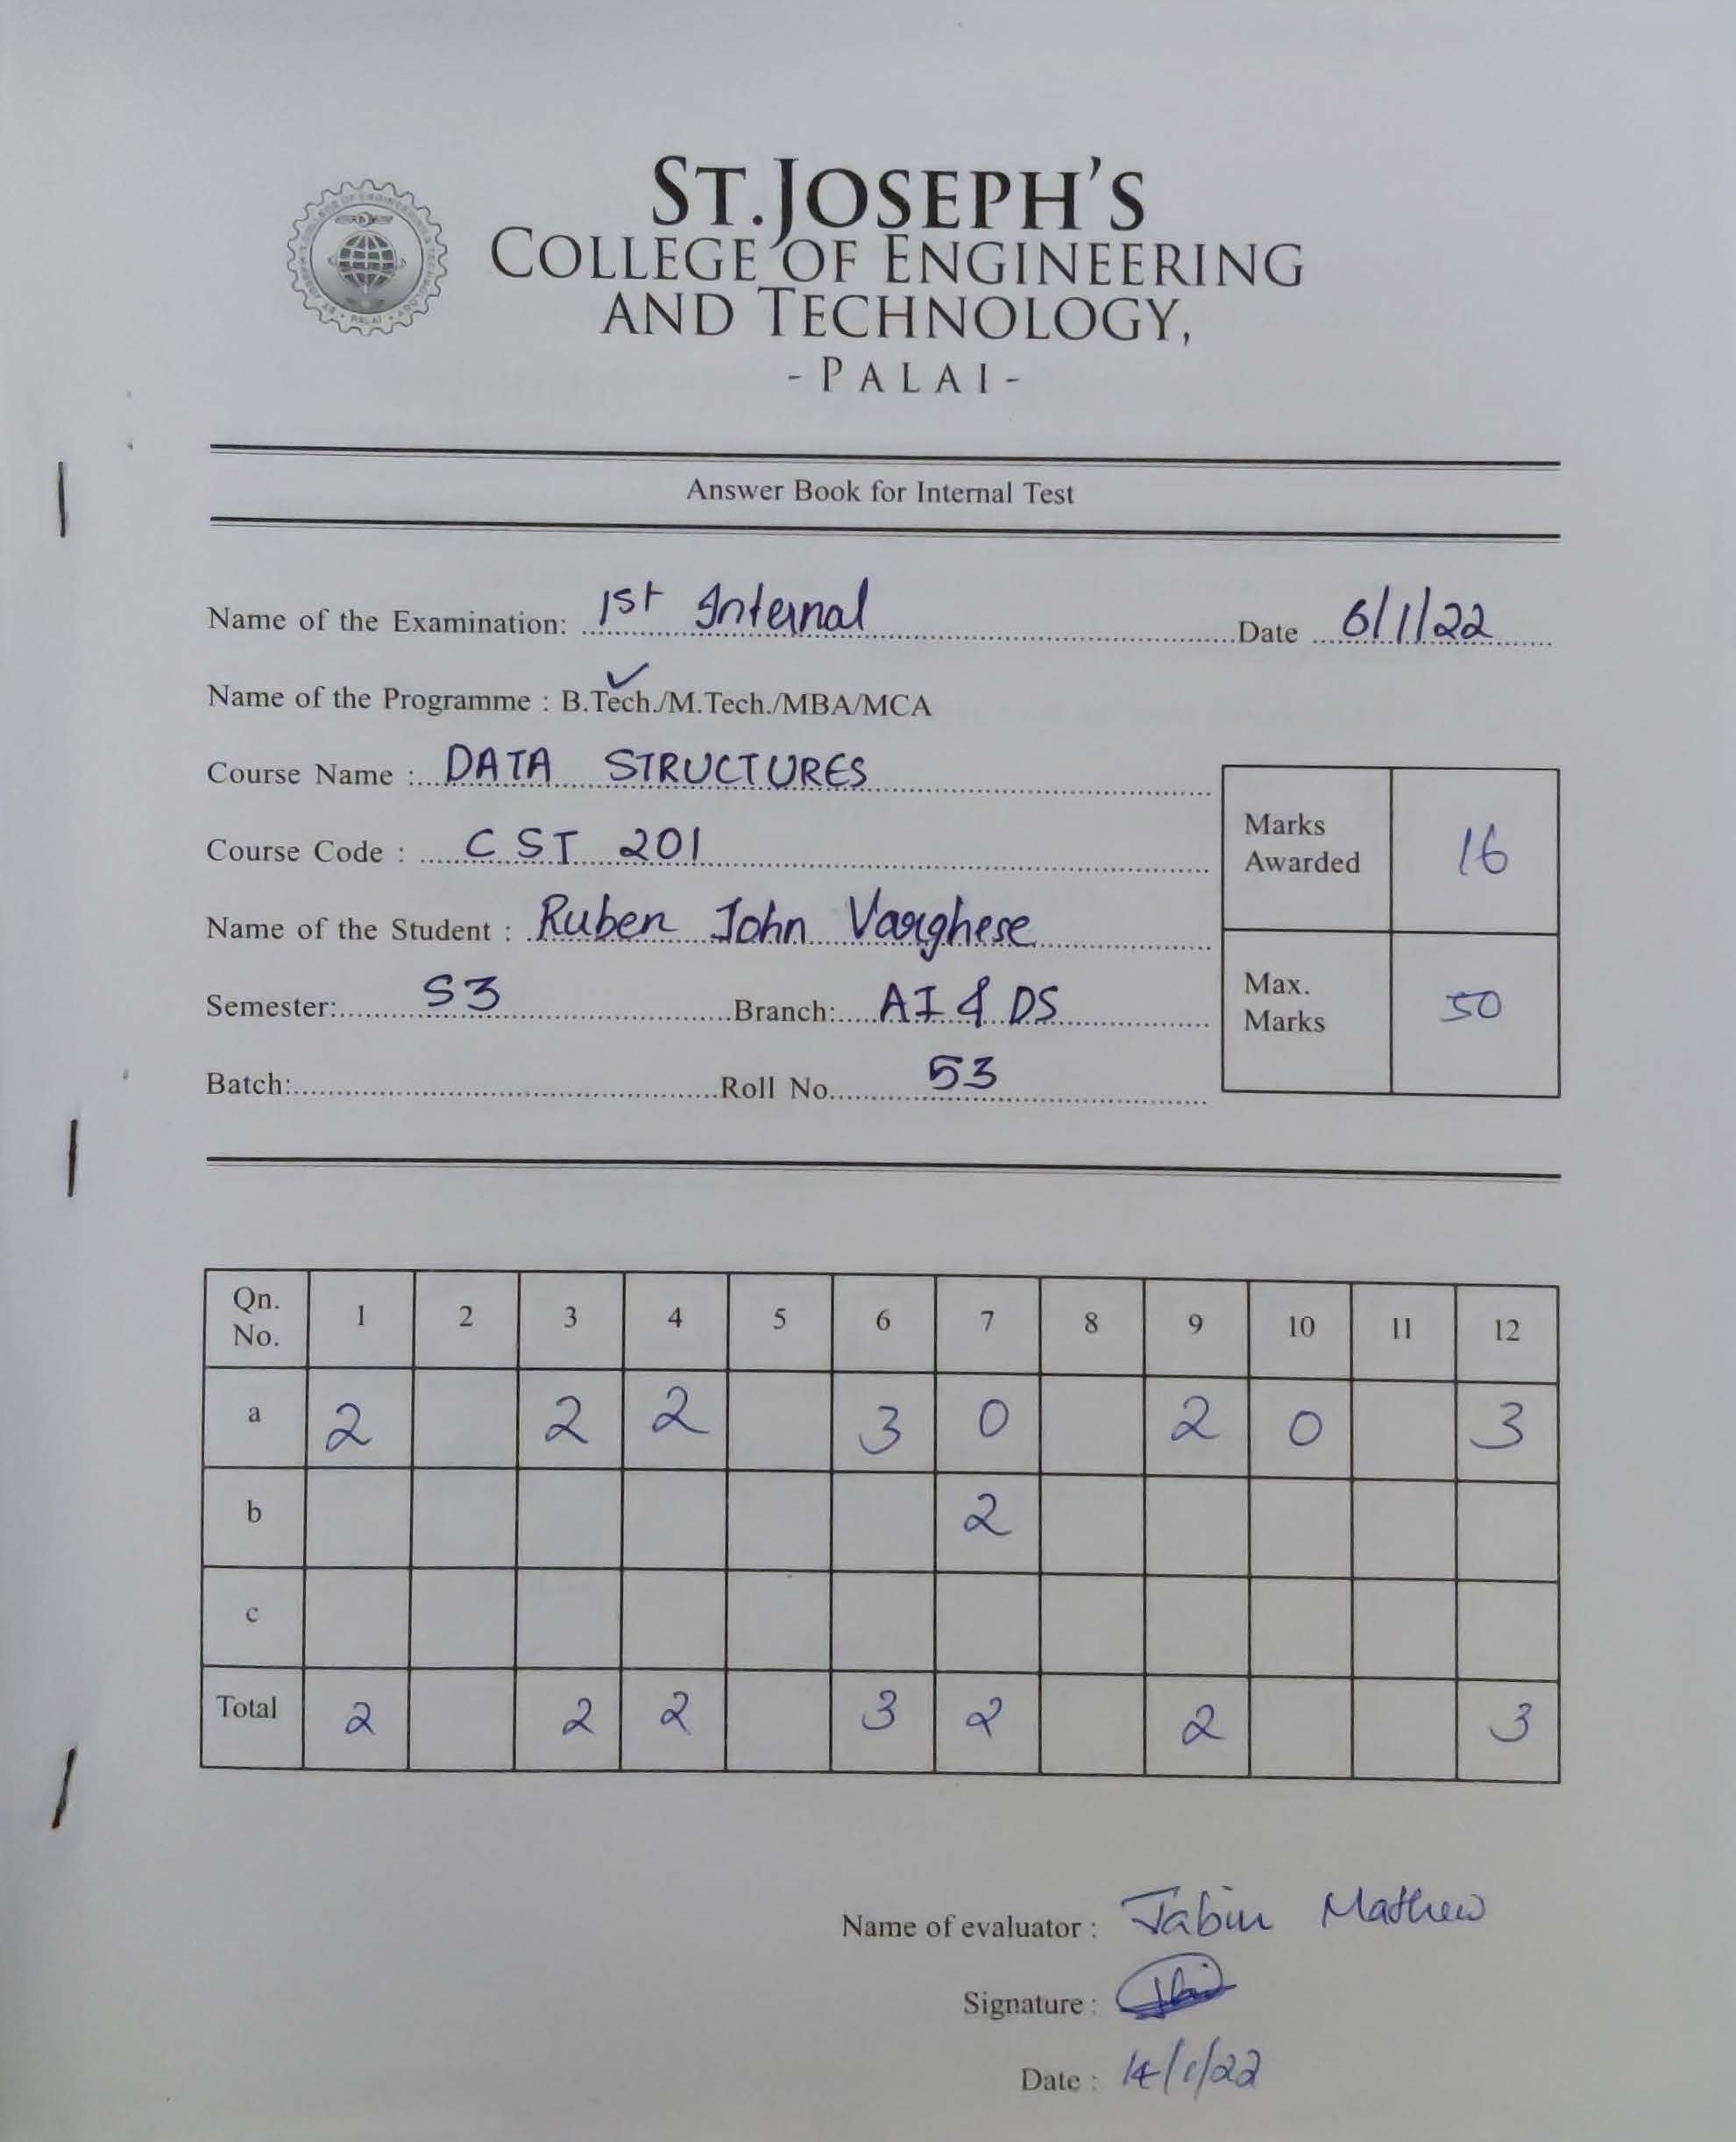 ST.JOSEPH'S
COLLEGE OF ENGINEERING
AND TECHNOLOGY,
- PALAI -
Answer Book for Internal Test
Name of the Examination: 1st Internal Date 6/1/22
Name of the Programme : B.Tech./M.Tech./MBA/MCA
Course Name : DATA STRUCTURES
Course Code : CST 201
Name of the Student : Ruben John Varghese
Semester: S3 Branch: AI & DS
Batch: Roll No. 53
Marks Awarded 16
Max. Marks 50
Qn. No. 1 2 3 4 5 6 7 8 9 10 11 12
a 2 2 2 3 0 2 0 3
b 2
c
Total 2 2 2 3 2 2 3
Name of evaluator : Jabin Mathew
Signature :
Date : 14/1/22